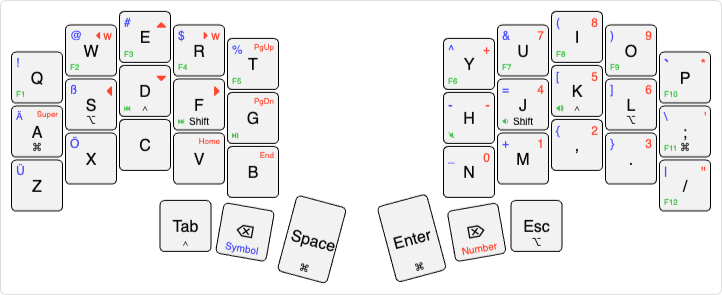 # E ◀ w @ W F3 F2
$ ▶ w R F4
% PgUp T F5
! Q F1
ß S ⌥
D ⏮ ^
F ⏭ Shift
PgDn G ⏯
Ä Super A ⌘
Ö X
C
Home V
End B
Ü Z
Tab ^
⌫ Symbol
Space ⌘
^ + Y F6
& 7 U F7
( 8 I F8
) 9 O F9
` * P F10
- - H
= 4 J Shift
[ 5 K ^
] 6 L ⌥
\ ' ; F11 ⌘
_ 0 N
+ 1 M
{ 2 ,
} 3 .
| " / F12
Enter ⌘
⌦ Number
Esc ⌥